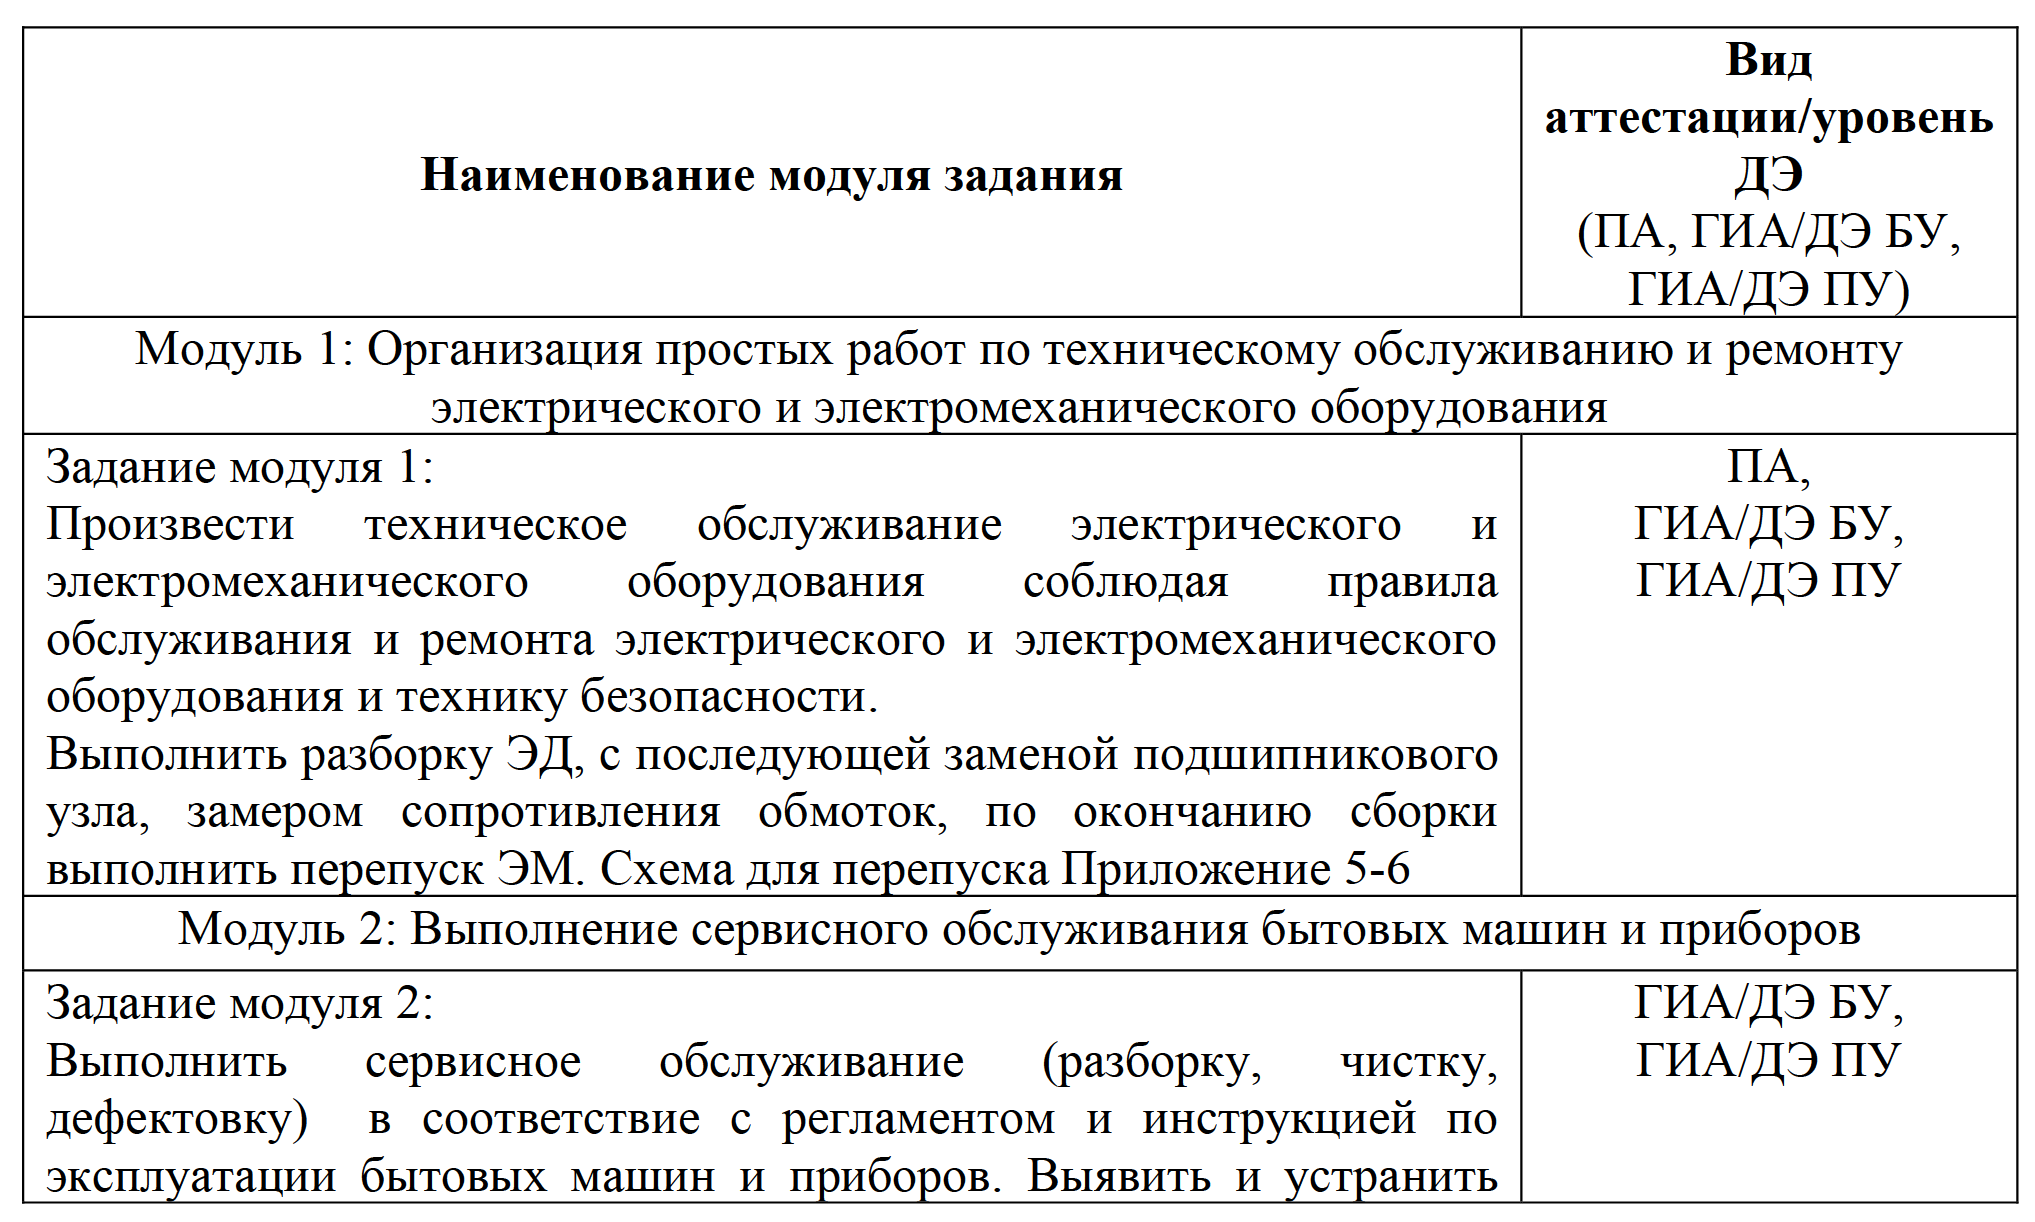 Наименование модуля задания
Вид
аттестации/уровень
ДЭ
(ПА, ГИА/ДЭ БУ,
ГИА/ДЭ ПУ)
Модуль 1: Организация простых работ по техническому обслуживанию и ремонту
электрического и электромеханического оборудования
Задание модуля 1:
Произвести техническое обслуживание электрического и
электромеханического оборудования соблюдая правила
обслуживания и ремонта электрического и электромеханического
оборудования и технику безопасности.
Выполнить разборку ЭД, с последующей заменой подшипникового
узла, замером сопротивления обмоток, по окончанию сборки
выполнить перепуск ЭМ. Схема для перепуска Приложение 5-6
ПА,
ГИА/ДЭ БУ,
ГИА/ДЭ ПУ
Модуль 2: Выполнение сервисного обслуживания бытовых машин и приборов
Задание модуля 2:
Выполнить сервисное обслуживание (разборку, чистку,
дефектовку) в соответствие с регламентом и инструкцией по
эксплуатации бытовых машин и приборов. Выявить и устранить
ГИА/ДЭ БУ,
ГИА/ДЭ ПУ